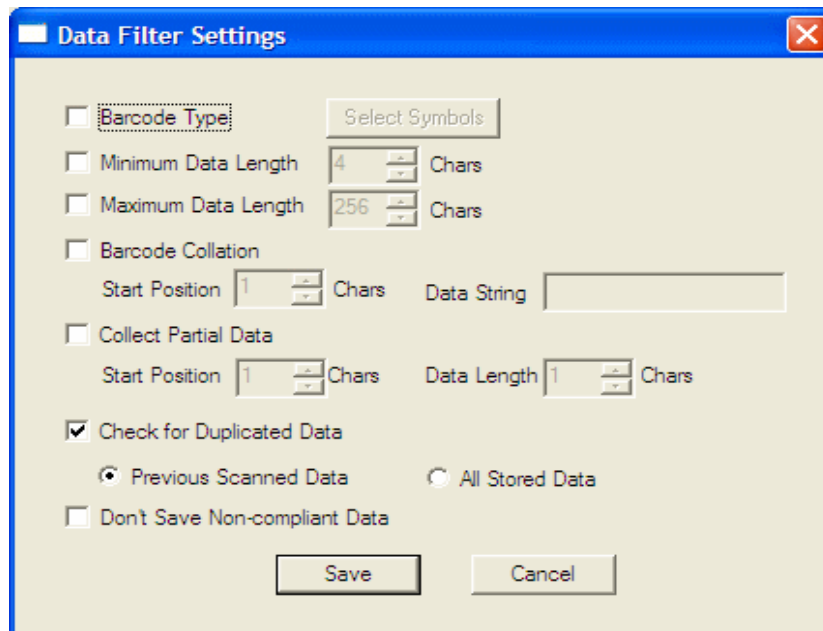 Data Filter Settings
Barcode Type Select Symbols
Minimum Data Length 4 Chars
Maximum Data Length 256 Chars
Barcode Collation
Start Position 1 Chars Data String
Collect Partial Data
Start Position 1 Chars Data Length 1 Chars
Check for Duplicated Data
Previous Scanned Data All Stored Data
Don't Save Non-compliant Data
Save Cancel